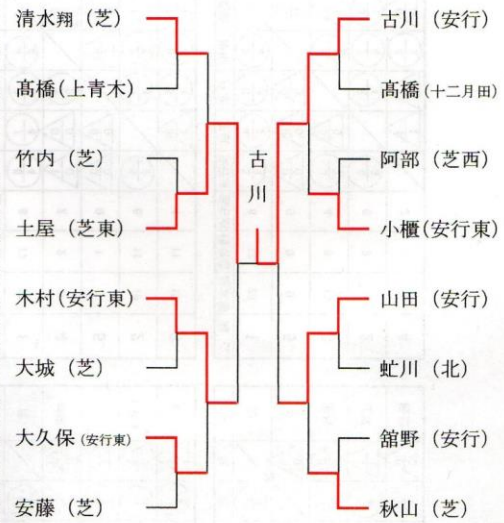 清水翔（芝）
髙橋（上青木）
竹内（芝）
土屋（芝東）
木村（安行東）
大城（芝）
大久保（安行東）
安藤（芝）
古川
古川（安行）
髙橋（十二月田）
阿部（芝西）
小櫃（安行東）
山田（安行）
虻川（北）
舘野（安行）
秋山（芝）